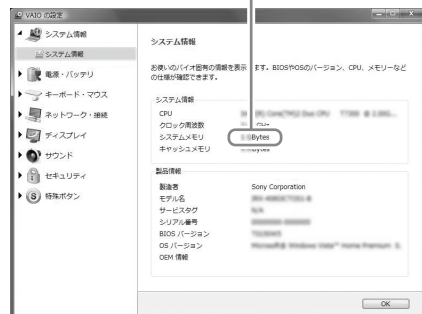 VAIO の設定
システム情報
システム情報
電源・バッテリ
キーボード・マウス
ネットワーク・接続
ディスプレイ
サウンド
セキュリティ
特殊ボタン
システム情報
お使いのバイオ固有の情報を表示 ます。BIOSやOSのバージョン、CPU、メモリーなど
の仕様が確認できます。
システム情報
CPU
クロック周波数 GHz
システムメモリ Bytes
キャッシュメモリ Bytes
製品情報
製造者 Sony Corporation
モデル名
サービスタグ
シリアル番号
BIOS バージョン
OS バージョン
OEM 情報
OK